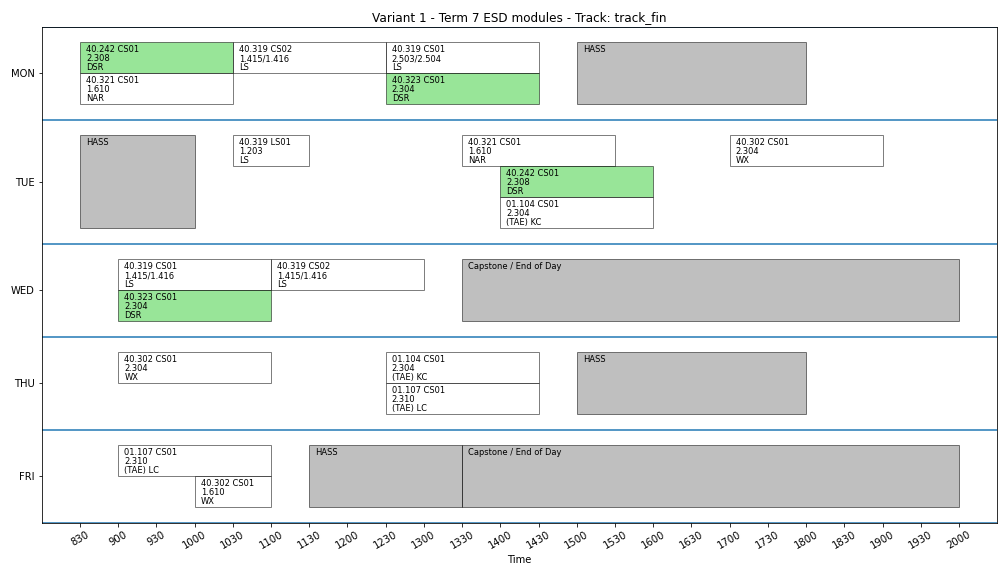 Variant 1 - Term 7 ESD modules - Track: track_fin
MON
40.242 CS01
2.308
DSR
40.319 CS02
1.415/1.416
LS
40.319 CS01
2.503/2.504
LS
HASS
40.321 CS01
1.610
NAR
40.323 CS01
2.304
DSR
TUE
HASS
40.319 LS01
1.203
LS
40.321 CS01
1.610
NAR
40.302 CS01
2.304
WX
40.242 CS01
2.308
DSR
01.104 CS01
2.304
(TAE) KC
WED
40.319 CS01
1.415/1.416
LS
40.319 CS02
1.415/1.416
LS
Capstone / End of Day
40.323 CS01
2.304
DSR
THU
40.302 CS01
2.304
WX
01.104 CS01
2.304
(TAE) KC
HASS
01.107 CS01
2.310
(TAE) LC
FRI
01.107 CS01
2.310
(TAE) LC
HASS
Capstone / End of Day
40.302 CS01
1.610
WX
830 900 930 1000 1030 1100 1130 1200 1230 1300 1330 1430 1500 1600 1630 1700 1730 1800 1830 1900 1930 2000
Time